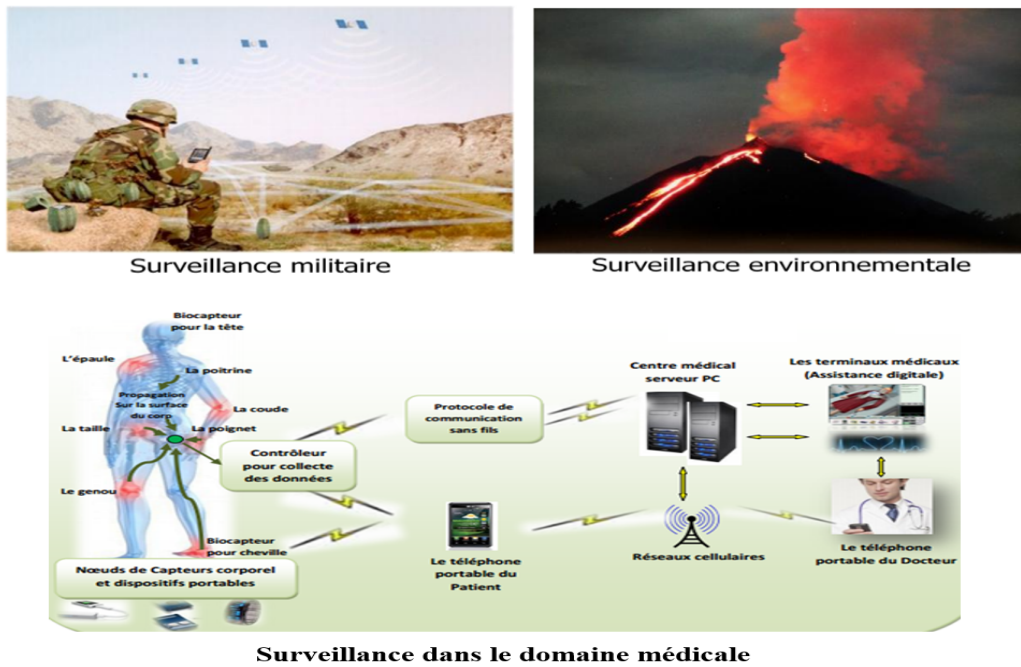 Surveillance militaire
Surveillance environnementale
Biocapteur
pour la tête
L'épaule
La poitrine
Propagation
Sur la surface
du corp
La coude
La taille
La poignet
Contrôleur
pour collecte
des données
Le genou
Biocapteur
pour cheville
Nœuds de Capteurs corporel
et dispositifs portables
Protocole de
communication
sans fils
Le téléphone
portable du
Patient
Centre médical
serveur PC
Réseaux cellulaires
Les terminaux médicaux
(Assistance digitale)
Le téléphone
portable du Docteur
Surveillance dans le domaine médicale